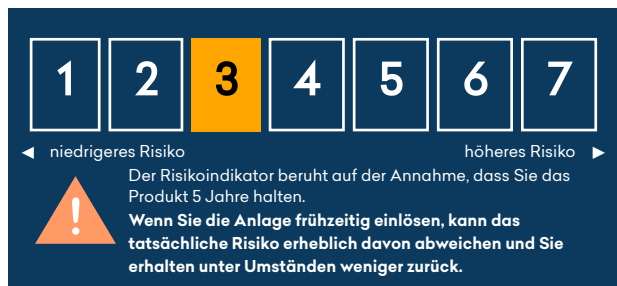 1 2 3 4 5 6 7
◄ niedrigeres Risiko höheres Risiko ►
Der Risikoindikator beruht auf der Annahme, dass Sie das
Produkt 5 Jahre halten.
Wenn Sie die Anlage frühzeitig einlösen, kann das
tatsächliche Risiko erheblich davon abweichen und Sie
erhalten unter Umständen weniger zurück.